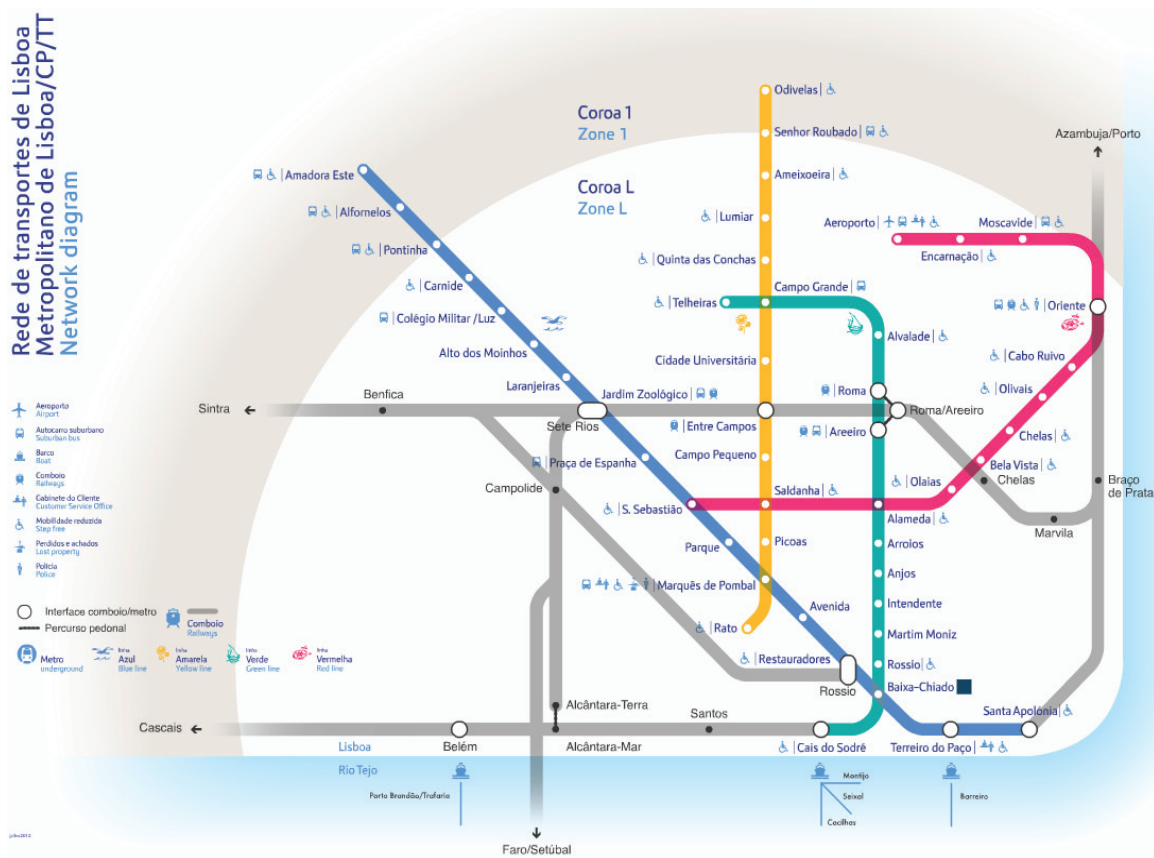 Rede de transportes de Lisboa
Metropolitano de Lisboa/CP/TT
Network diagram
Coroa 1
Zone 1
Coroa L
Zone L
Odivelas
Senhor Roubado
Ameixoeira
Lumiar
Quinta das Conchas
Campo Grande
Telheiras
Cidade Universitária
Entre Campos
Campo Pequeno
Saldanha
Picoas
Marquês de Pombal
Rato
Amadora Este
Alfornelos
Pontinha
Carnide
Colégio Militar /Luz
Alto dos Moinhos
Laranjeiras
Jardim Zoológico
Sete Rios
Praça de Espanha
S. Sebastião
Parque
Avenida
Restauradores
Rossio
Baixa-Chiado
Terreiro do Paço
Santa Apolónia
Azambuja/Porto
Aeroporto
Encarnação
Moscavide
Oriente
Cabo Ruivo
Olivais
Chelas
Bela Vista
Chelas
Olaias
Alameda
Alvalade
Roma
Roma/Areeiro
Areeiro
Arroios
Anjos
Intendente
Martim Moniz
Rossio
Cais do Sodré
Braço
de Prata
Marvila
Sintra
Benfica
Campolide
Alcântara-Terra
Alcântara-Mar
Santos
Cascais
Belém
Lisboa
Rio Tejo
Porto Brandão/Trafaria
Montijo
Seixal
Cacilhas
Barreiro
Faro/Setúbal
Aeroporto
Airport
Autocarro suburbano
Suburban bus
Barco
Boat
Comboio
Railways
Gabinete do Cliente
Customer Service Office
Mobilidade reduzida
Step free
Perdidos e achados
Lost property
Polícia
Police
Interface comboio/metro
Percurso pedonal
Comboio
Railways
Metro
underground
linha
Azul
Blue line
linha
Amarela
Yellow line
linha
Verde
Green line
linha
Vermelha
Red line